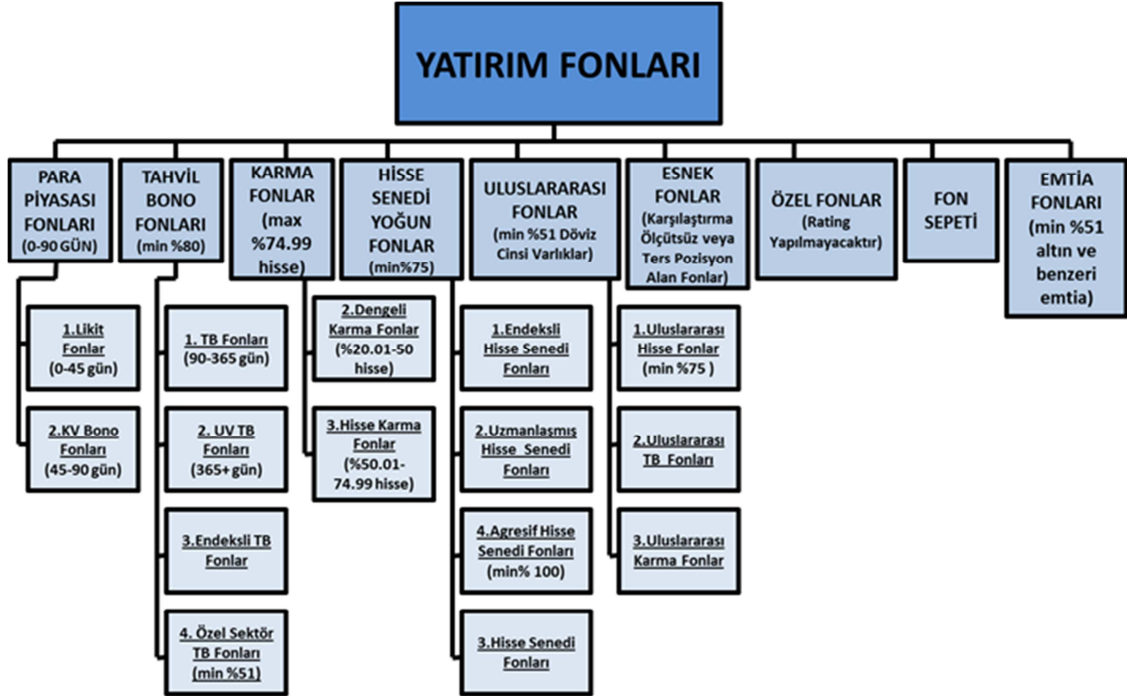 YATIRIM FONLARI
PARA
PİYASASI
FONLARI
(0-90 GÜN)
TAHVİL
BONO
FONLARI
(min %80)
KARMA
FONLAR
(max
%74.99
hisse)
HİSSE
SENEDİ
YOĞUN
FONLAR
(min%75)
ULUSLARARASI
FONLAR
(min %51 Döviz
Cinsi Varlıklar)
ESNEK
FONLAR
(Karşılaştırma
Ölçütsüz veya
Ters Pozisyon
Alan Fonlar)
ÖZEL FONLAR
(Rating
Yapılmayacaktır)
FON
SEPETİ
EMTİA
FONLARI
(min %51
altın ve
benzeri
emtia)
1.Likit
Fonlar
(0-45 gün)
2.KV Bono
Fonları
(45-90 gün)
1. TB Fonları
(90-365 gün)
2. UV TB
Fonları
(365+ gün)
3.Endeksli TB
Fonlar
4. Özel Sektör
TB Fonları
(min %51)
2.Dengeli
Karma Fonlar
(%20.01-50
hisse)
3.Hisse Karma
Fonlar
(%50.01-
74.99 hisse)
1.Endeksli
Hisse Senedi
Fonları
2.Uzmanlaşmış
Hisse Senedi
Fonları
4.Agresif Hisse
Senedi Fonları
(min% 100)
3.Hisse Senedi
Fonları
1.Uluslararası
Hisse Fonlar
(min %75 )
2.Uluslararası
TB Fonları
3.Uluslararası
Karma Fonlar